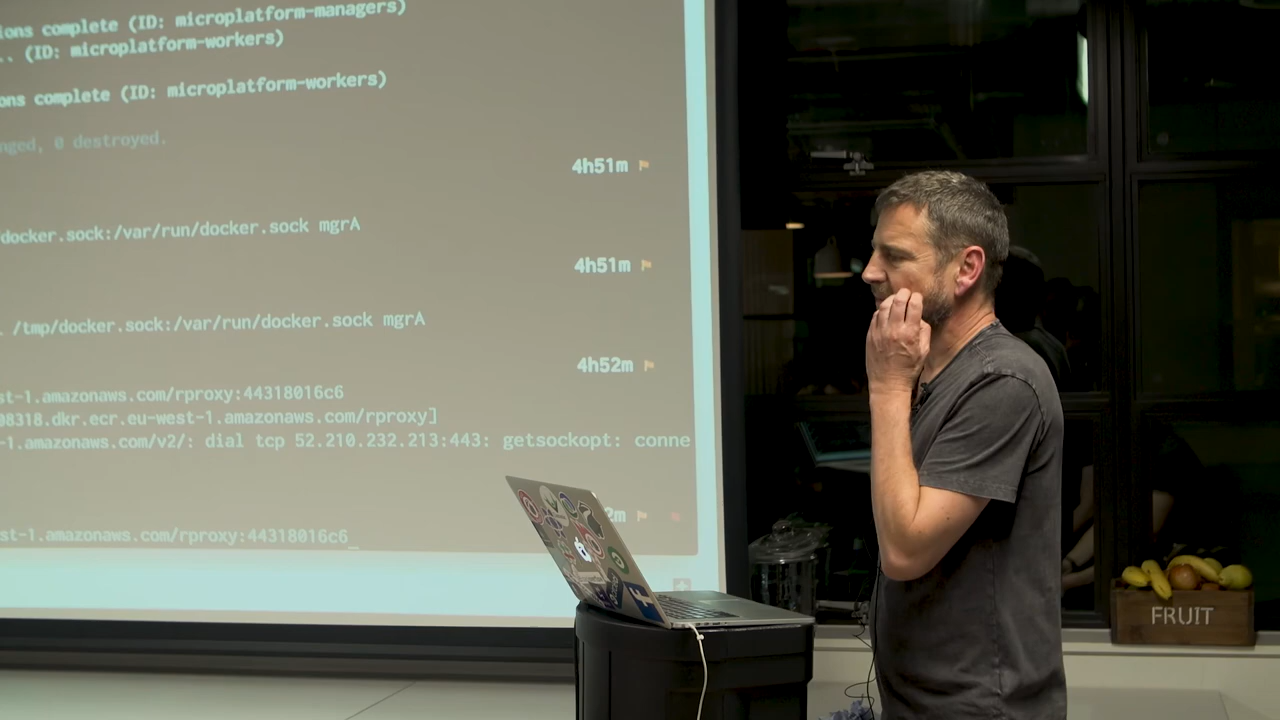 ions complete (ID: microplatform-managers)
.. (ID: microplatform-workers)
ons complete (ID: microplatform-workers)
nged, 0 destroyed.
4h51m
/docker.sock:/var/run/docker.sock mgrA
4h51m
/tmp/docker.sock:/var/run/docker.sock mgrA
4h52m
st-1.amazonaws.com/rproxy:44318016c6
08318.dkr.ecr.eu-west-1.amazonaws.com/rproxy]
-1.amazonaws.com/v2/: dial tcp 52.210.232.213:443: getsockopt: conne
2m
st-1.amazonaws.com/rproxy:44318016c6_
FRUIT